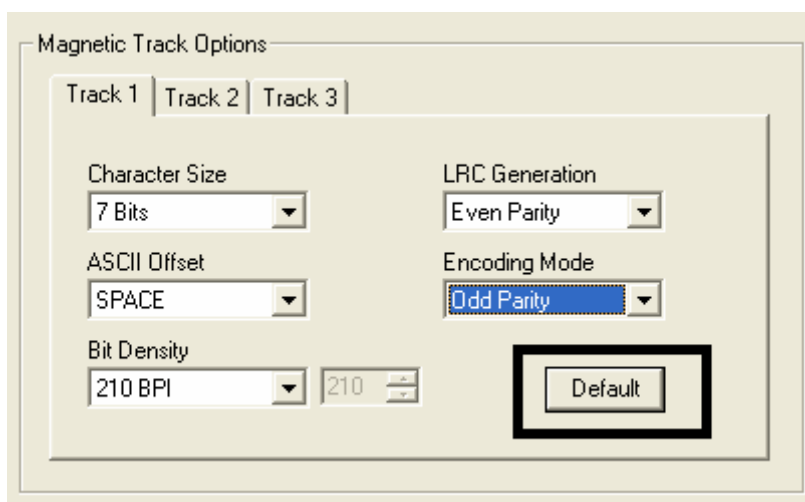 Magnetic Track Options
Track 1 Track 2 Track 3
Character Size LRC Generation
7 Bits Even Parity
ASCII Offset Encoding Mode
SPACE Odd Parity
Bit Density
210 BPI 210 Default